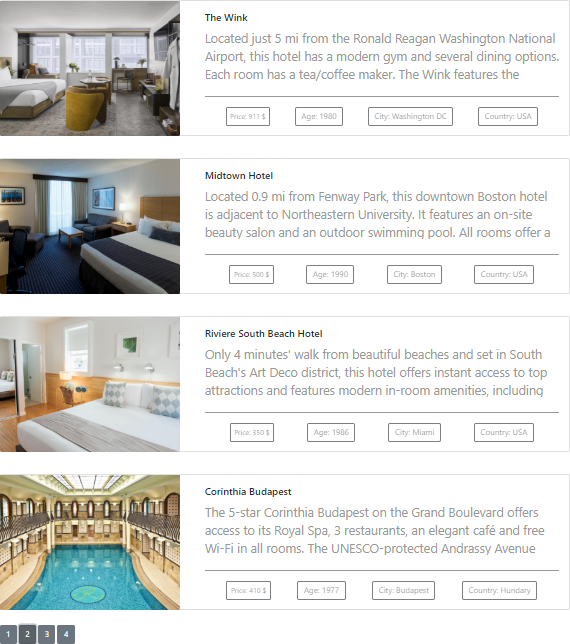 The Wink
Located just 5 mi from the Ronald Reagan Washington National
Airport, this hotel has a modern gym and several dining options.
Each room has a tea/coffee maker. The Wink features the
Price: 911 $
Age: 1980
City: Washington DC
Country: USA
Midtown Hotel
Located 0.9 mi from Fenway Park, this downtown Boston hotel
is adjacent to Northeastern University. It features an on-site
beauty salon and an outdoor swimming pool. All rooms offer a
Price: 500 $
Age: 1990
City: Boston
Country: USA
Riviere South Beach Hotel
Only 4 minutes' walk from beautiful beaches and set in South
Beach's Art Deco district, this hotel offers instant access to top
attractions and features modern in-room amenities, including
Price: 350 $
Age: 1986
City: Miami
Country: USA
Corinthia Budapest
The 5-star Corinthia Budapest on the Grand Boulevard offers
access to its Royal Spa, 3 restaurants, an elegant café and free
Wi-Fi in all rooms. The UNESCO-protected Andrassy Avenue
Price: 410 $
Age: 1977
City: Budapest
Country: Hundary
1 2 3 4